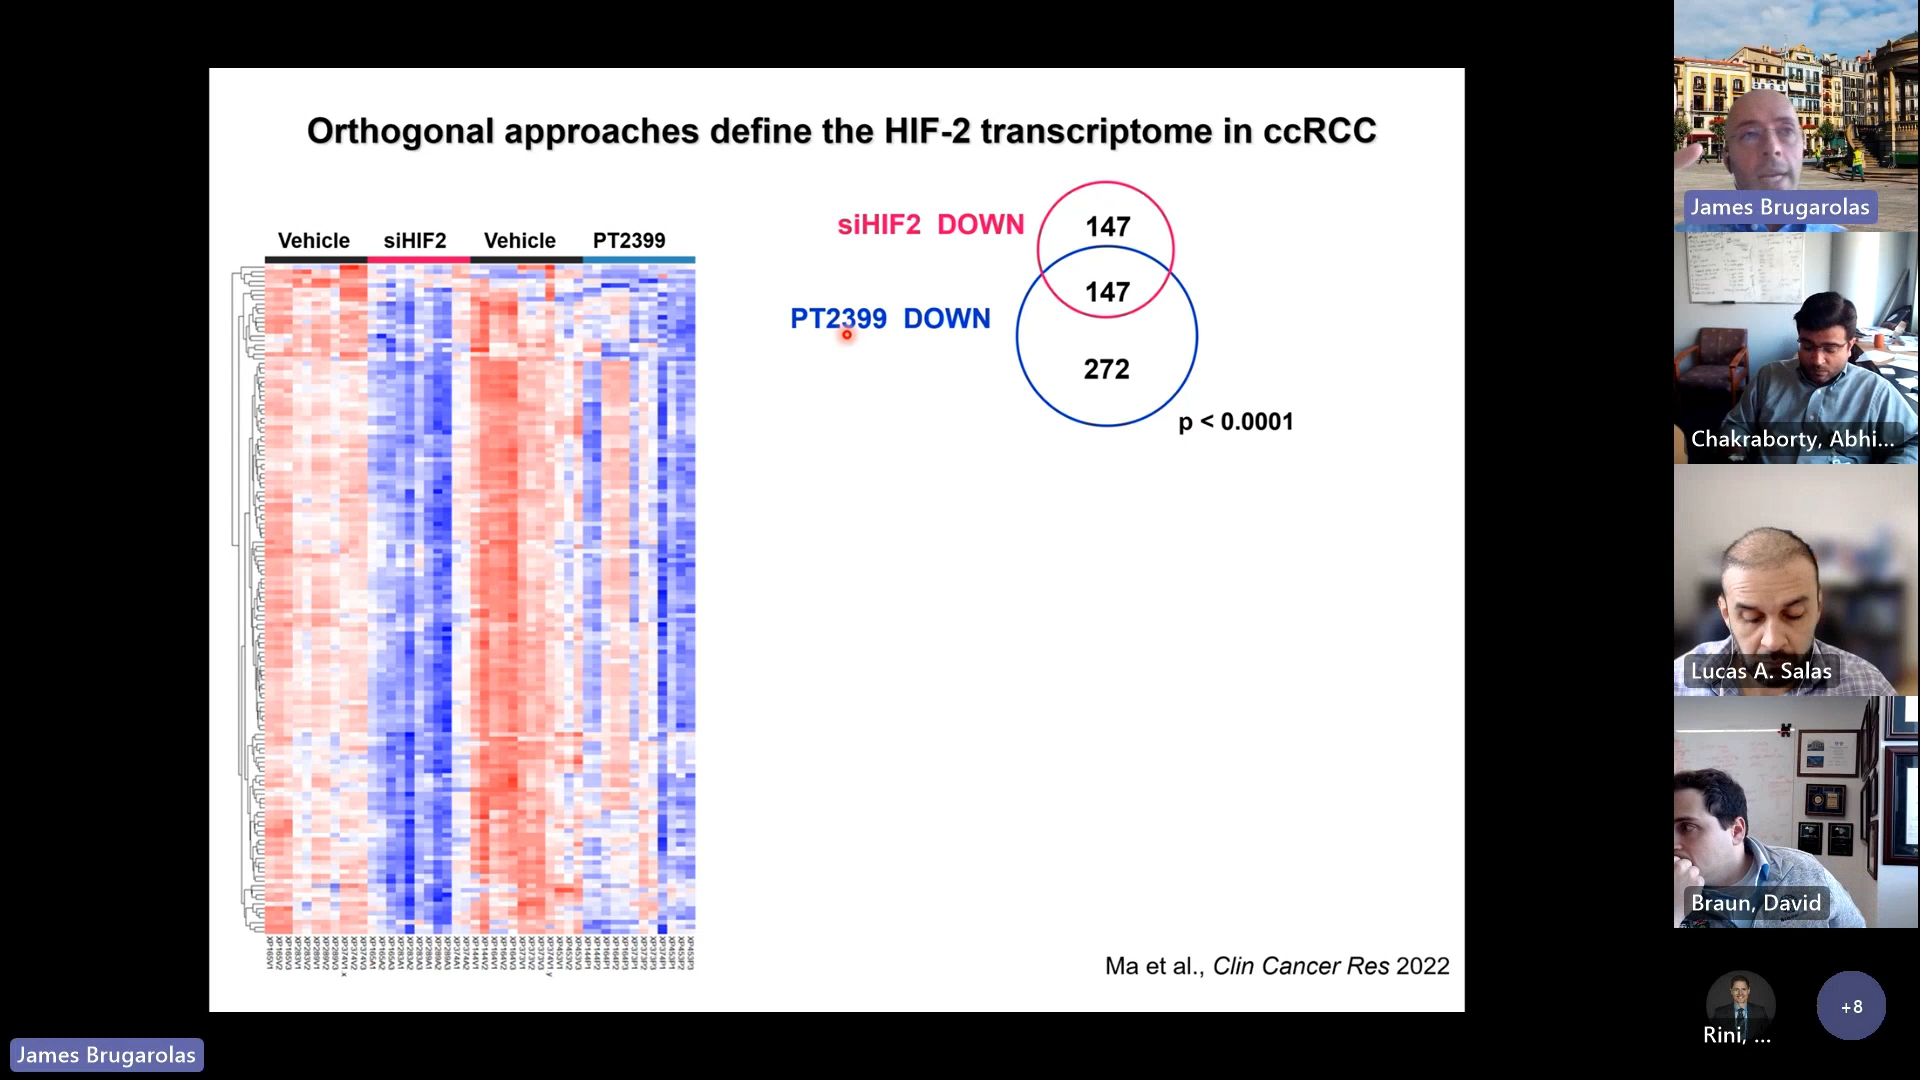 Orthogonal approaches define the HIF-2 transcriptome in ccRCC
Vehicle siHIF2 Vehicle PT2399
siHIF2 DOWN
147
147
PT2399 DOWN
272
p < 0.0001
Ma et al., Clin Cancer Res 2022
James Brugarolas
James Brugarolas
Chakraborty, Abhi...
Lucas A. Salas
Braun, David
Rini, ...
+8